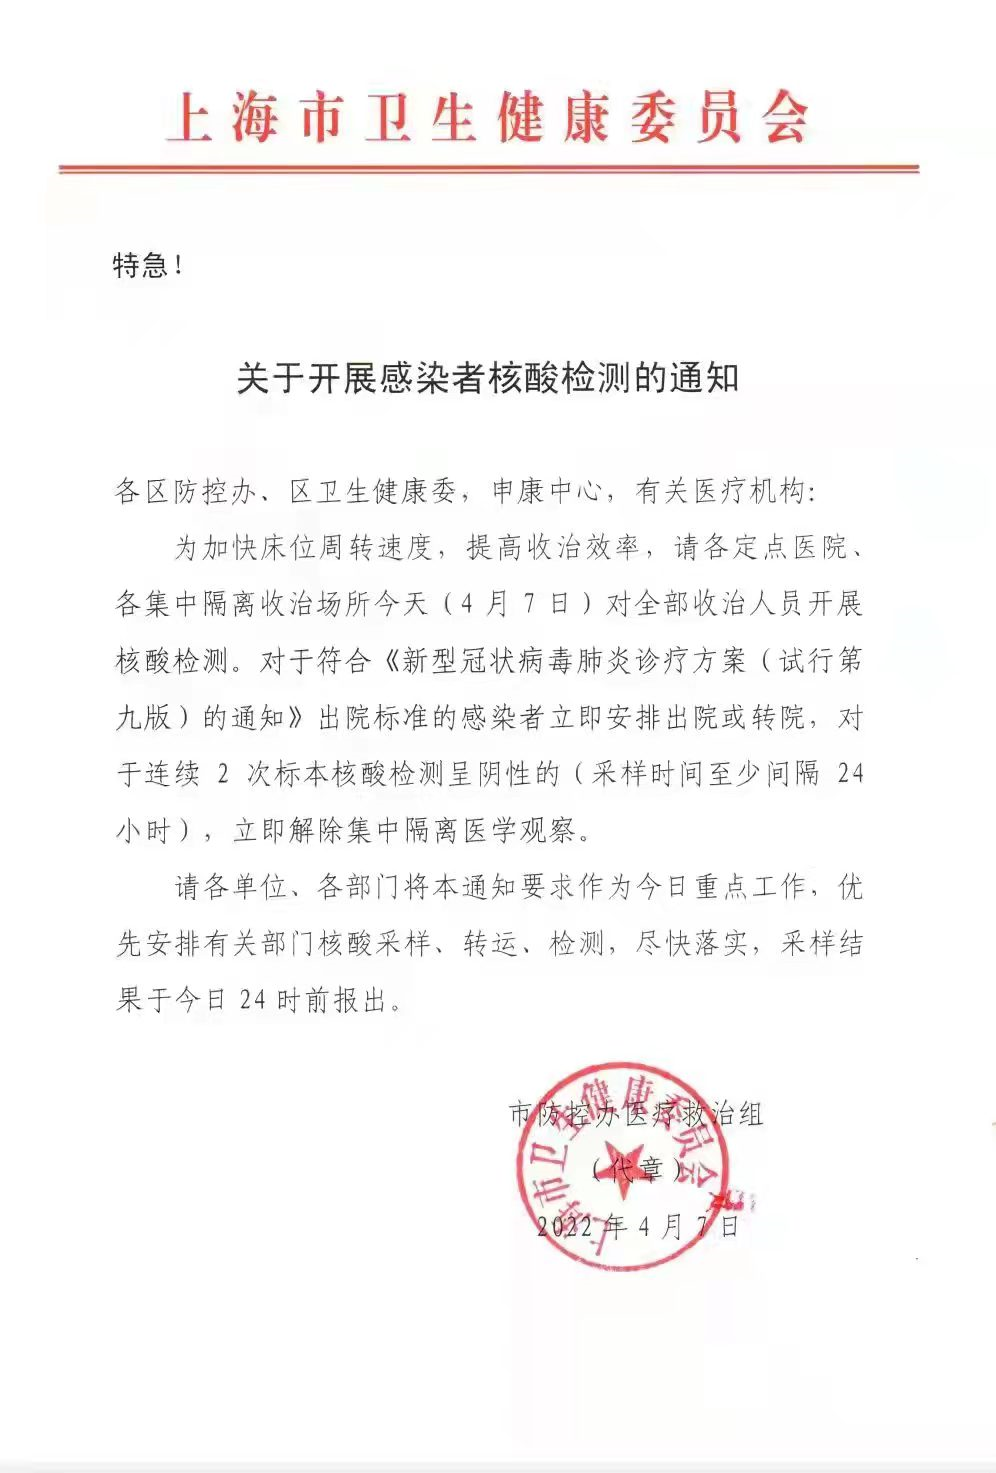 上海市卫生健康委员会
特急！
关于开展感染者核酸检测的通知
各区防控办、区卫生健康委，申康中心，有关医疗机构：
为加快床位周转速度，提高收治效率，请各定点医院、
各集中隔离收治场所今天（4月7日）对全部收治人员开展
核酸检测。对于符合《新型冠状病毒肺炎诊疗方案（试行第
九版）的通知》出院标准的感染者立即安排出院或转院，对
于连续 2 次标本核酸检测呈阴性的（采样时间至少间隔 24
小时），立即解除集中隔离医学观察。
请各单位、各部门将本通知要求作为今日重点工作，优
先安排有关部门核酸采样、转运、检测，尽快落实，采样结
果于今日 24 时前报出。
市防控办医疗救治组
（代章）
2022 年 4 月 7 日
上海市卫生健康委员会